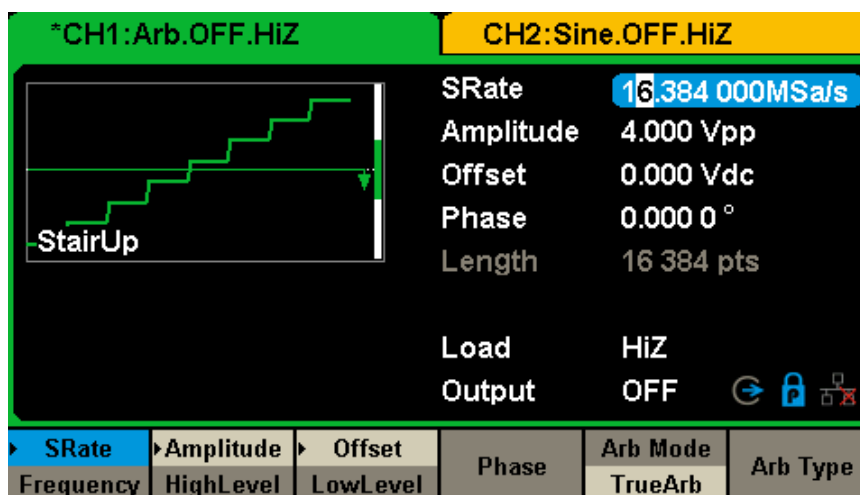 *CH1:Arb.OFF.HiZ
CH2:Sine.OFF.HiZ
StairUp
SRate 16.384 000MSa/s
Amplitude 4.000 Vpp
Offset 0.000 Vdc
Phase 0.000 0 °
Length 16 384 pts
Load HiZ
Output OFF
P
SRate Amplitude Offset Phase Arb Mode Arb Type
Frequency HighLevel LowLevel TrueArb